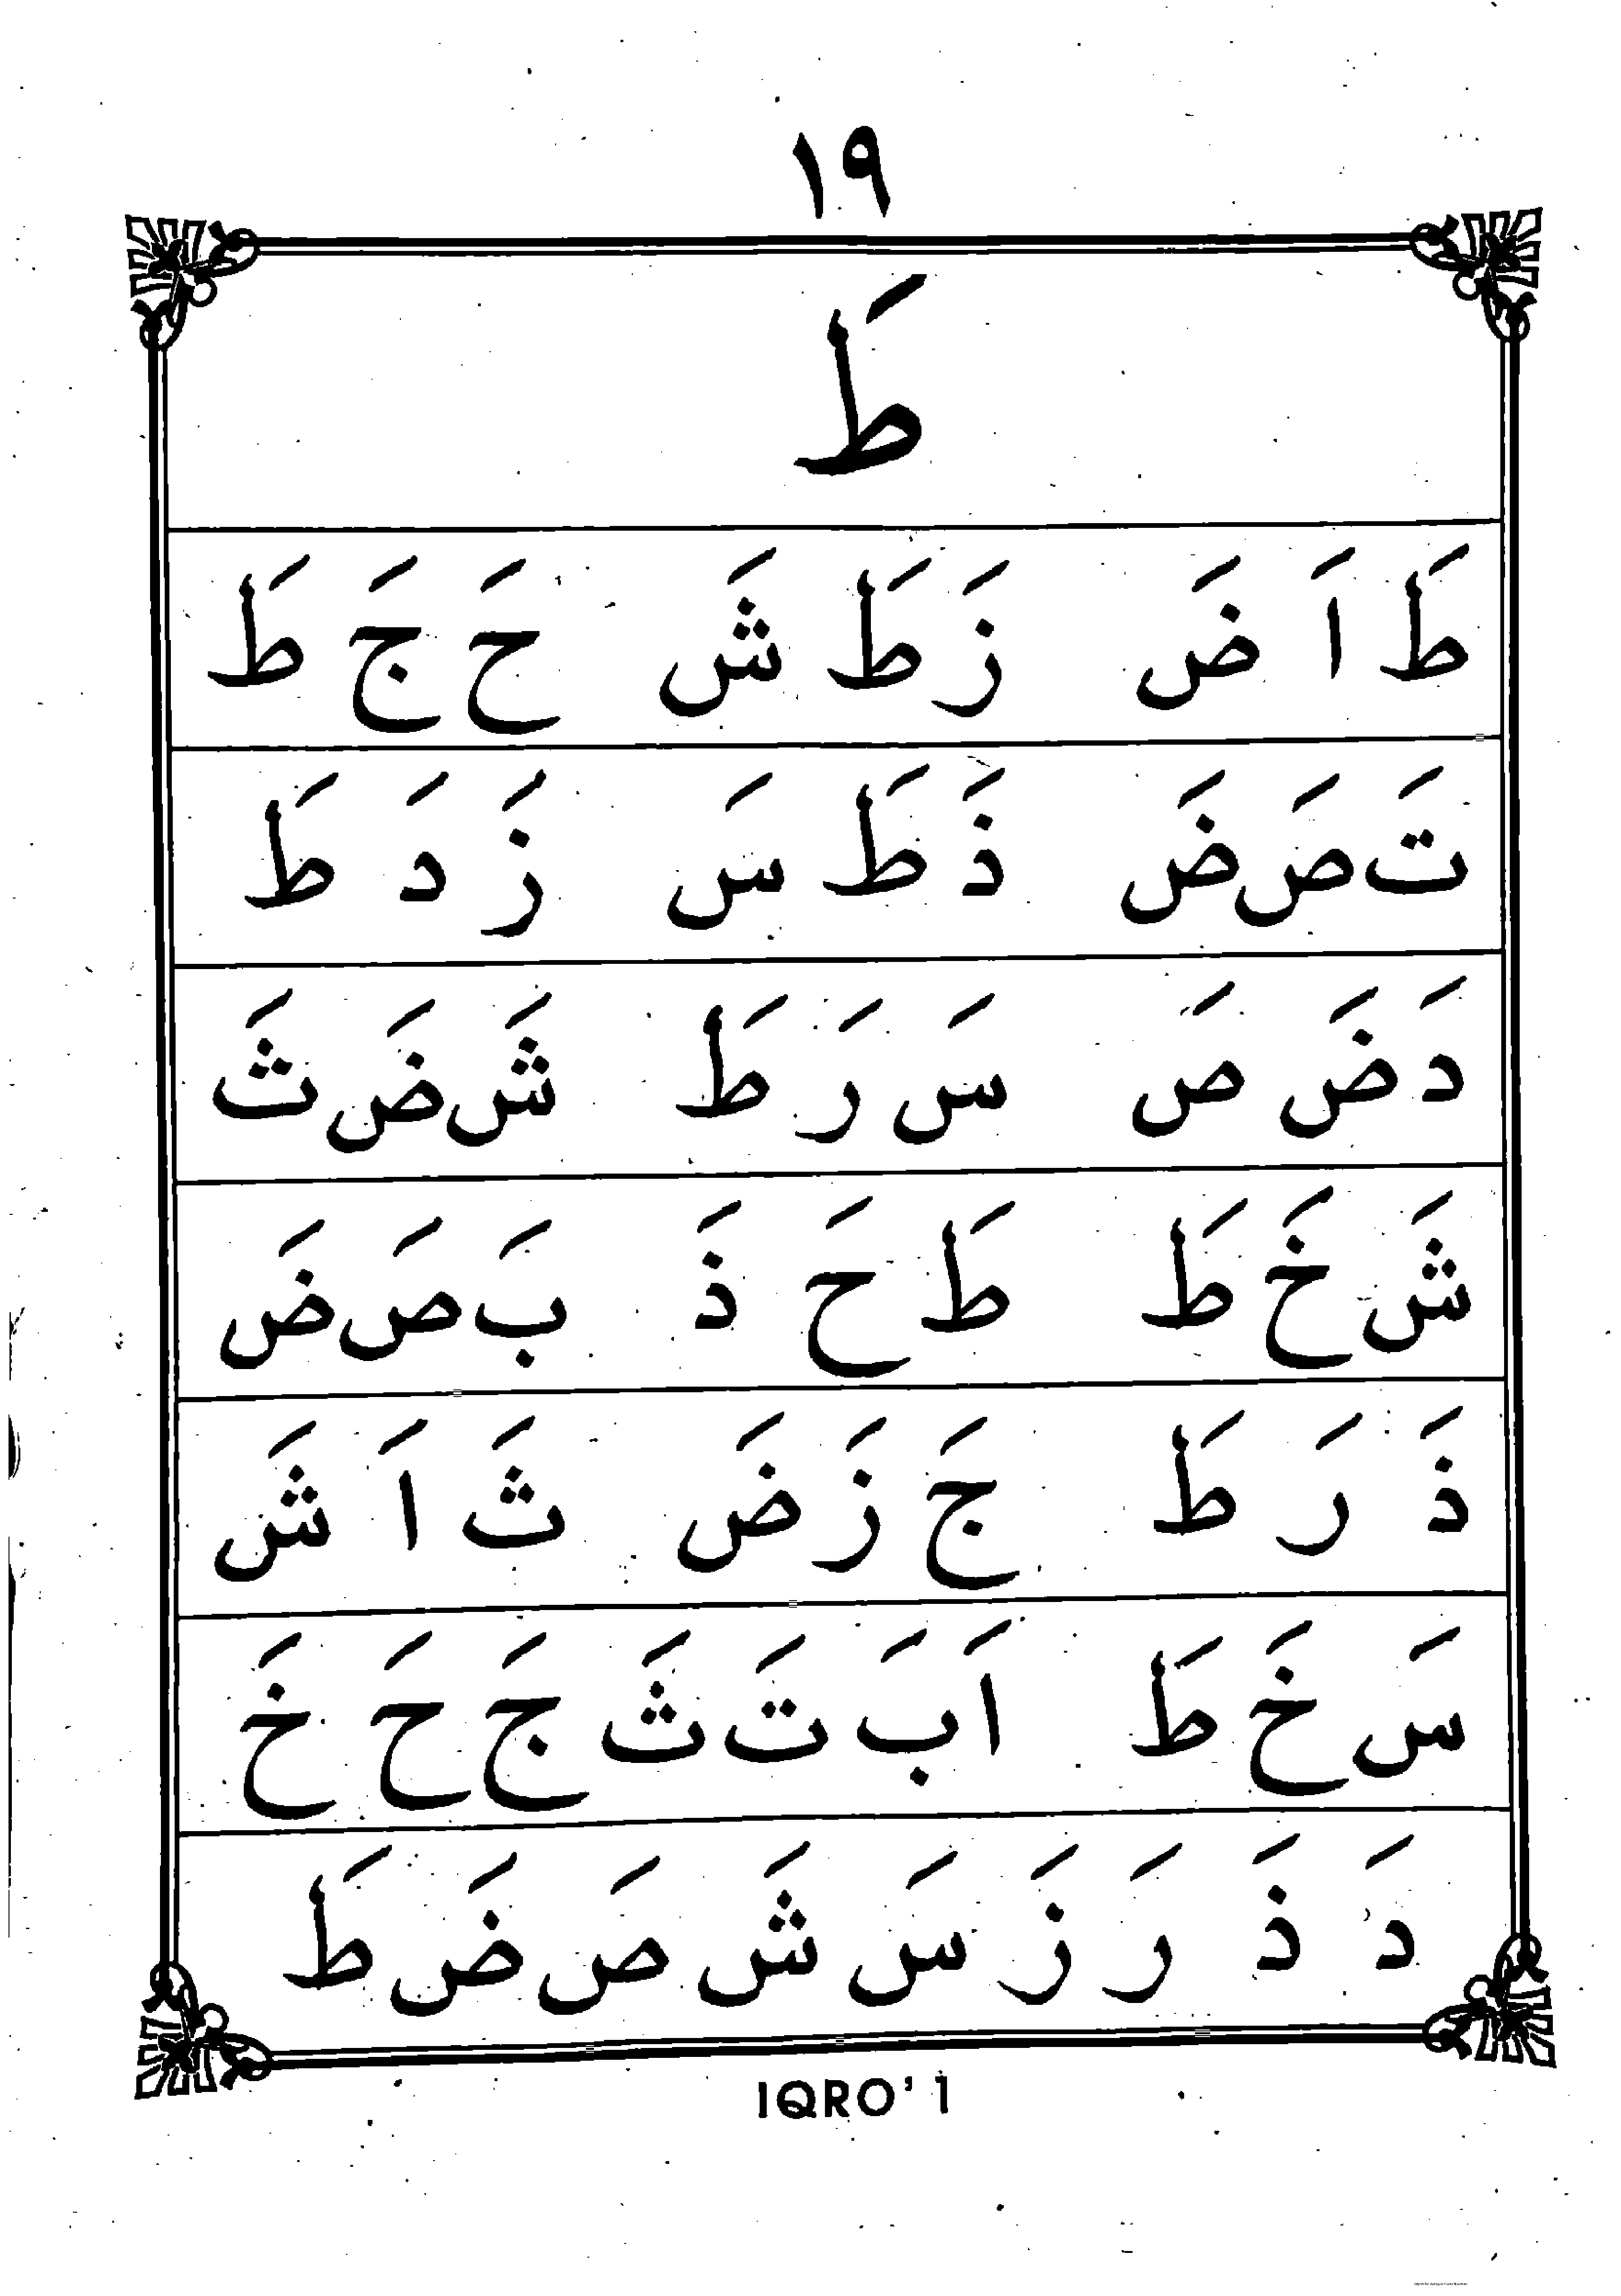 ١٩
طَ
طَ اَ ضَ زَ طَ شَ حَ جَ طَ
تَ صَ ضَ ذَ طَ سَ زَ دَ طَ
دَ ضَ صَ سَ رَ طَ شَ ضَ ثَ
شَ خَ طَ طَ حَ ذَ بَ صَ ضَ
ذَ رَ طَ جَ زَ ضَ ثَ اَ شَ
سَ خَ طَ اَ بَ تَ ثَ جَ حَ خَ
دَ ذَ رَ زَ سَ شَ صَ ضَ طَ
IQRO' 1